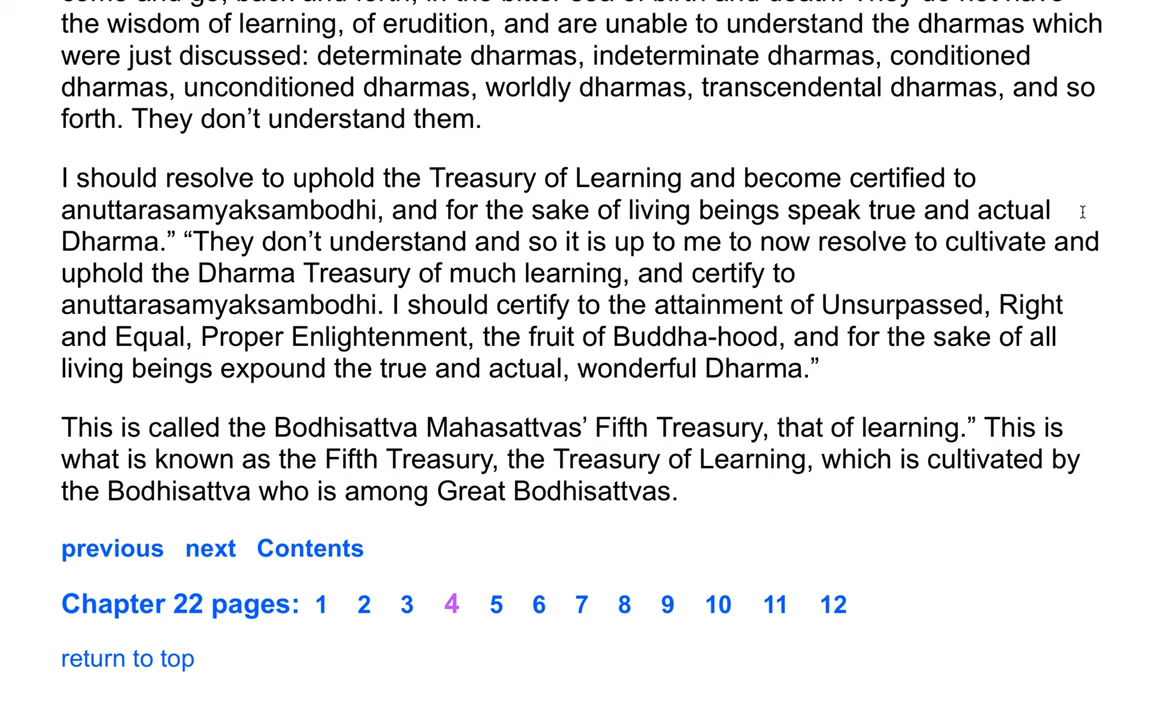 the wisdom of learning, of erudition, and are unable to understand the dharmas which
were just discussed: determinate dharmas, indeterminate dharmas, conditioned
dharmas, unconditioned dharmas, worldly dharmas, transcendental dharmas, and so
forth. They don’t understand them.
I should resolve to uphold the Treasury of Learning and become certified to
anuttarasamyaksambodhi, and for the sake of living beings speak true and actual
Dharma.” “They don’t understand and so it is up to me to now resolve to cultivate and
uphold the Dharma Treasury of much learning, and certify to
anuttarasamyaksambodhi. I should certify to the attainment of Unsurpassed, Right
and Equal, Proper Enlightenment, the fruit of Buddha-hood, and for the sake of all
living beings expound the true and actual, wonderful Dharma.”
This is called the Bodhisattva Mahasattvas’ Fifth Treasury, that of learning.” This is
what is known as the Fifth Treasury, the Treasury of Learning, which is cultivated by
the Bodhisattva who is among Great Bodhisattvas.
previous next Contents
Chapter 22 pages: 1 2 3 4 5 6 7 8 9 10 11 12
return to top